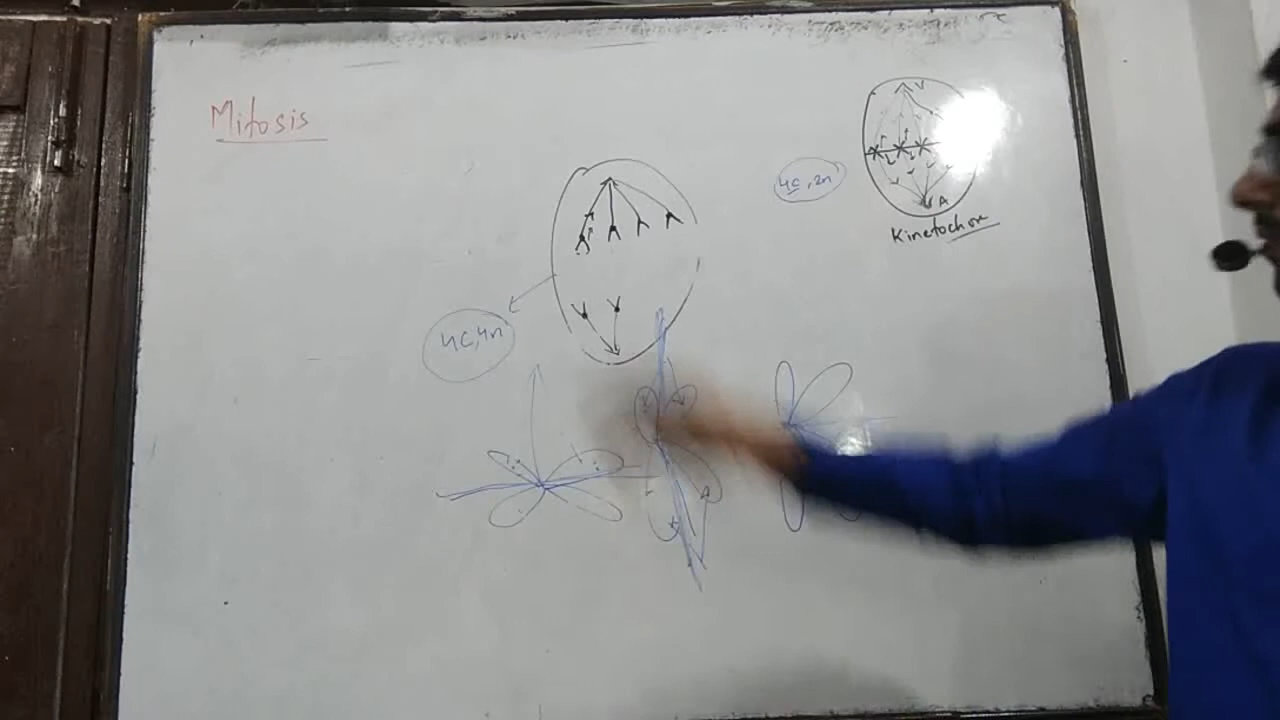 Mitosis
4C, 2n
A
Kinetochore
4C, 4n